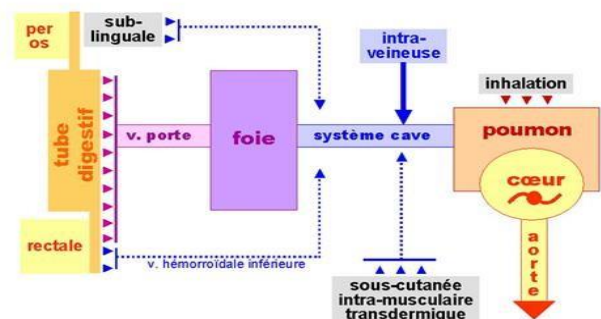 per
os
sub-
linguale
intra-
veineuse
inhalation
tube
digestif
v. porte
foie
système cave
poumon
cœur
aorte
rectale
v. hémorroïdale inférieure
sous-cutanée
intra-musculaire
transdermique